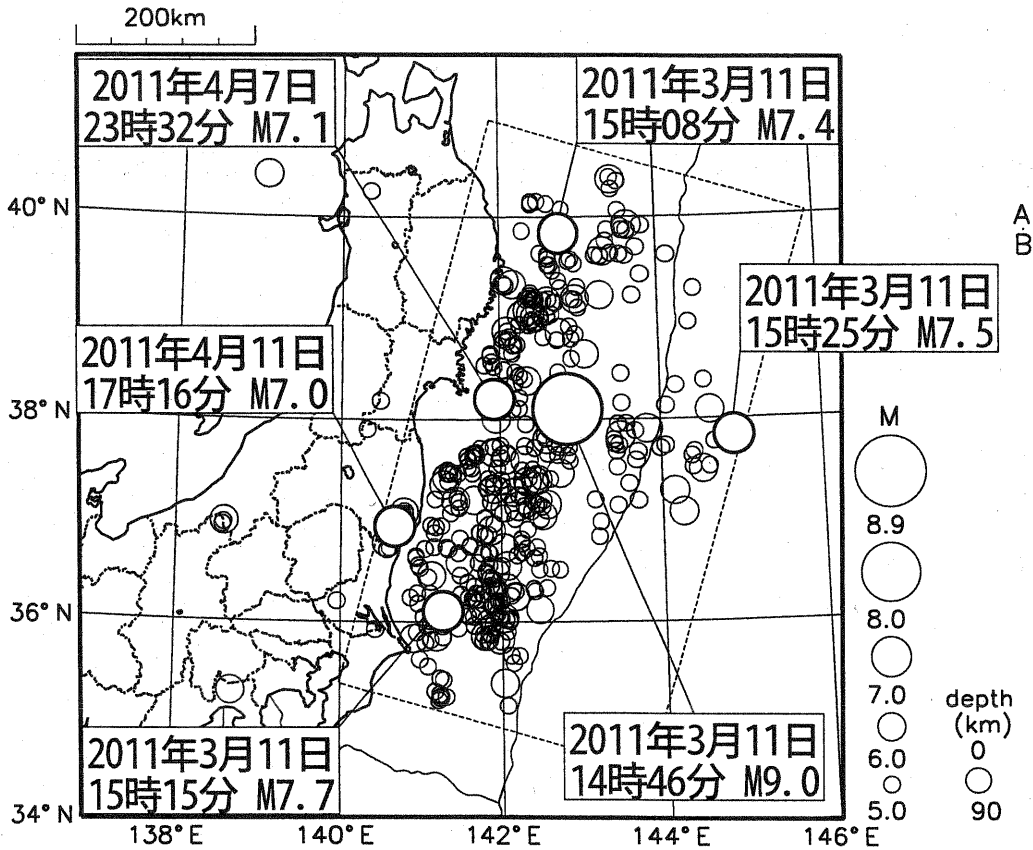 200km
2011年4月7日
23時32分 M7.1
2011年3月11日
15時08分 M7.4
40° N
A
B
2011年3月11日
15時25分 M7.5
2011年4月11日
17時16分 M7.0
38° N
M
8.9
8.0
36° N
7.0
6.0
5.0
depth
(km)
0
90
2011年3月11日
15時15分 M7.7
2011年3月11日
14時46分 M9.0
34° N
138° E
140° E
142° E
144° E
146° E